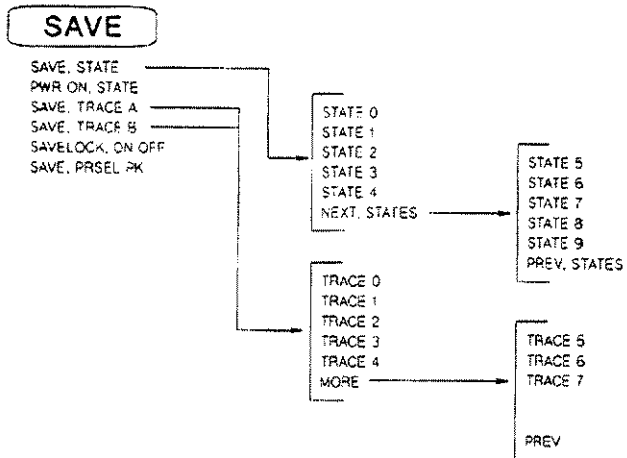 SAVE
SAVE, STATE
PWR ON, STATE
SAVE, TRACE A
SAVE, TRACE B
SAVELOCK, ON OFF
SAVE, PRSEL PK
STATE 0
STATE 1
STATE 2
STATE 3
STATE 4
NEXT, STATES
STATE 5
STATE 6
STATE 7
STATE 8
STATE 9
PREV, STATES
TRACE 0
TRACE 1
TRACE 2
TRACE 3
TRACE 4
MORE
TRACE 5
TRACE 6
TRACE 7
PREV